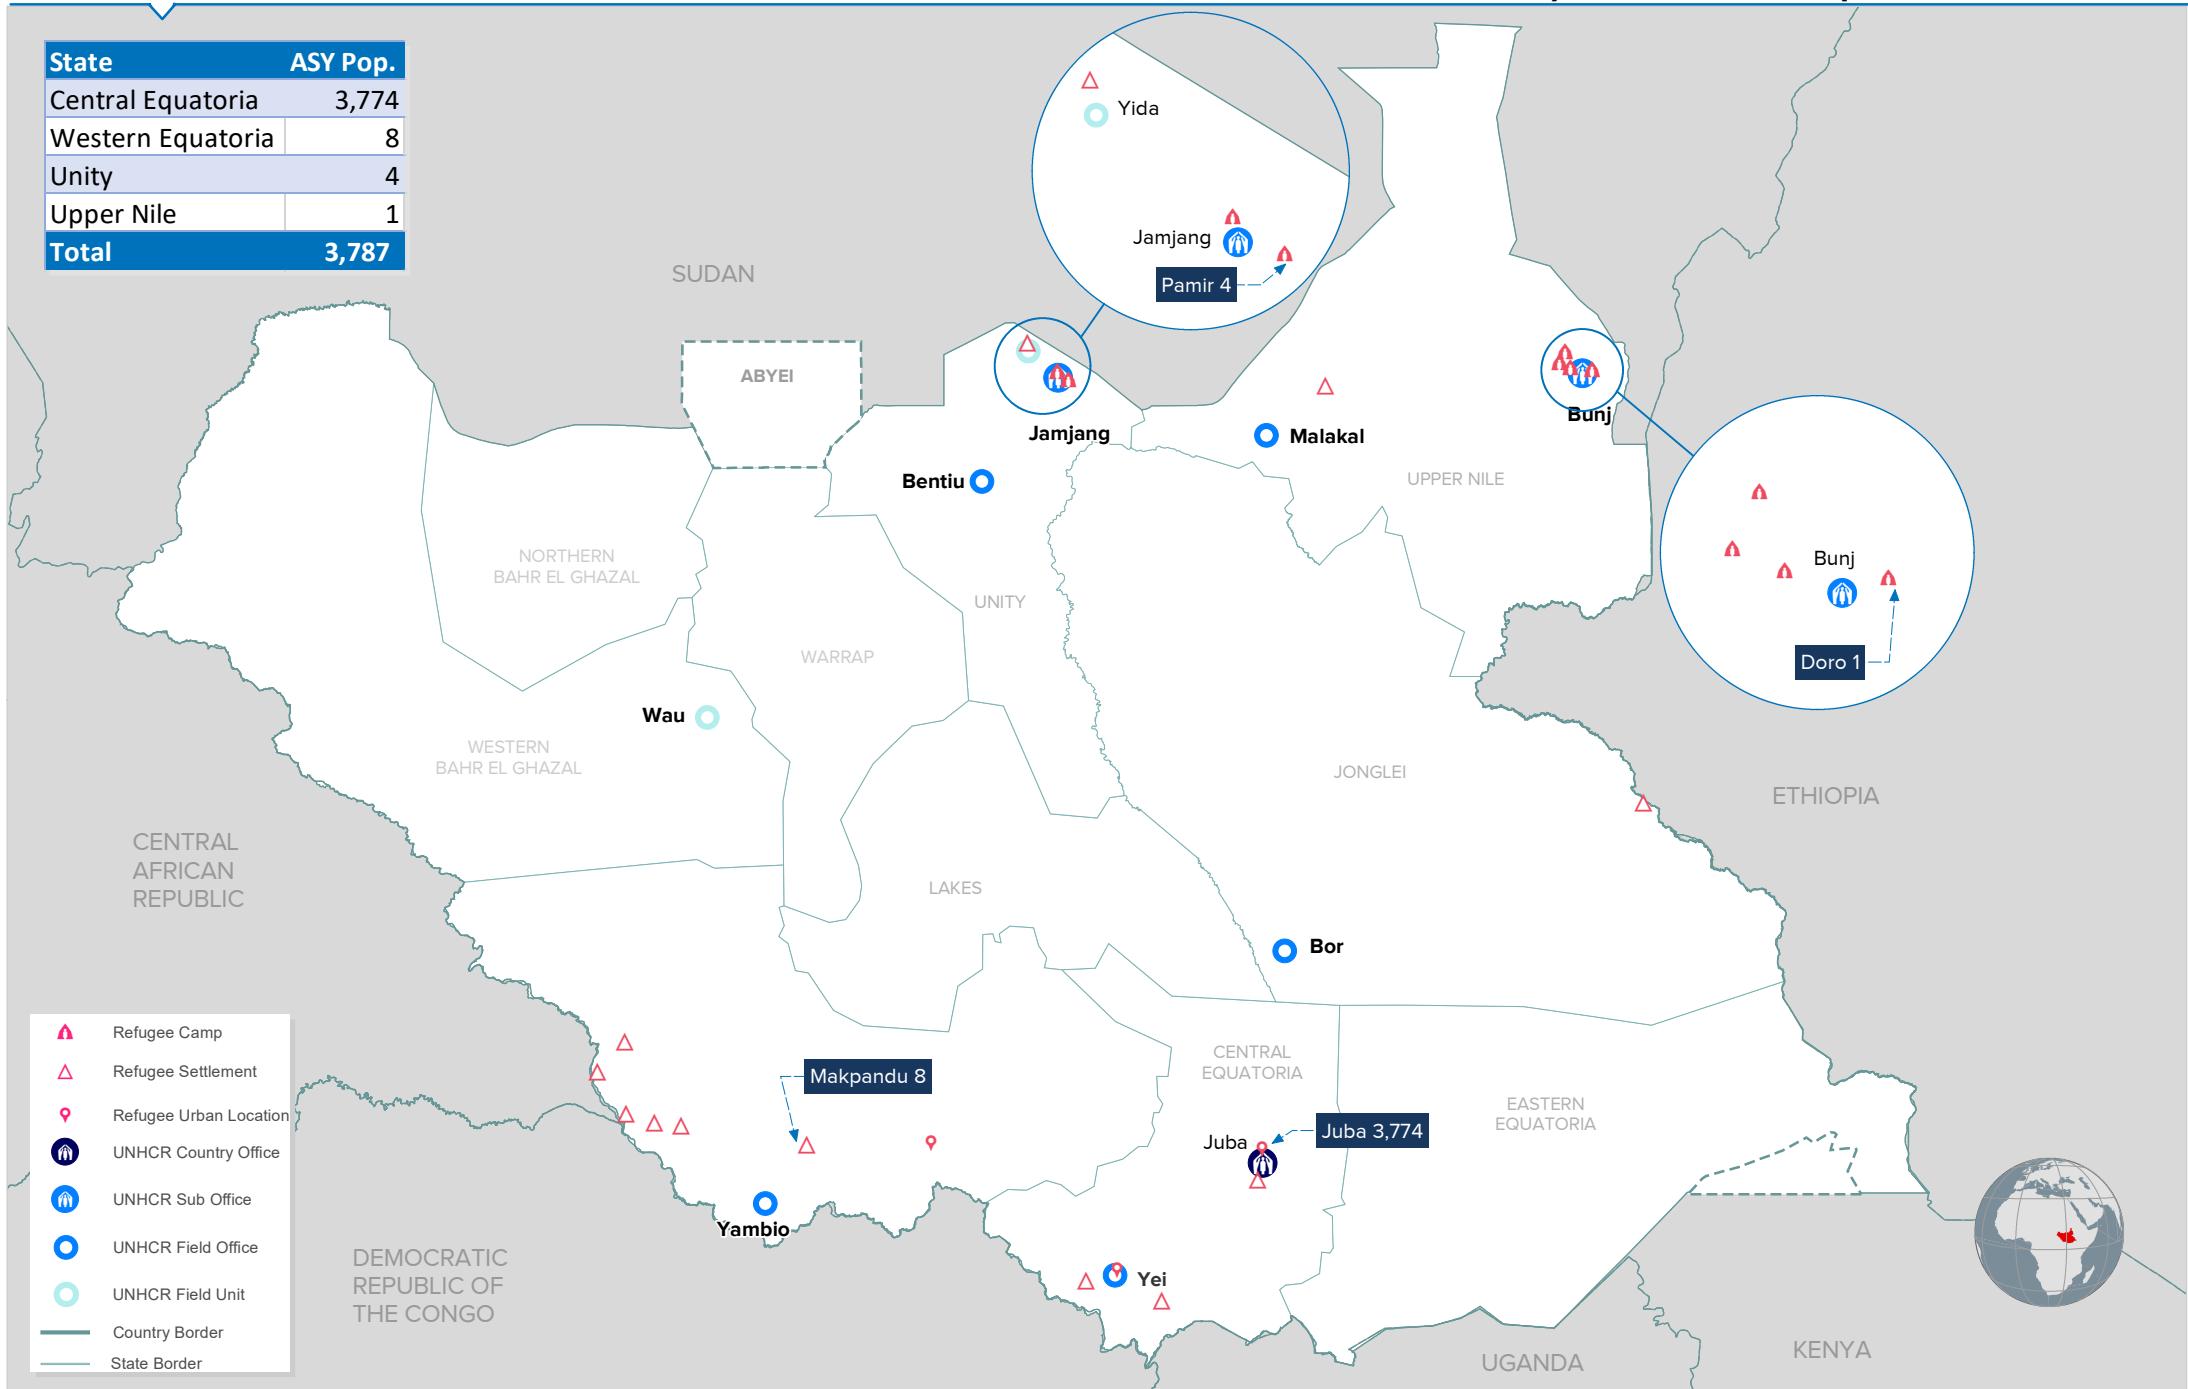 State ASY Pop.
Central Equatoria 3,774
Western Equatoria 8
Unity 4
Upper Nile 1
Total 3,787
Yida
Jamjang
Pamir 4
SUDAN
ABYEI
Jamjang
Bunj
Malakal
Bentiu
UPPER NILE
NORTHERN
BAHR EL GHAZAL
Bunj
UNITY
Doro 1
WARRAP
Wau
WESTERN
BAHR EL GHAZAL
JONGLEI
ETHIOPIA
CENTRAL
AFRICAN
REPUBLIC
LAKES
Bor
CENTRAL
EQUATORIA
Makpandu 8
EASTERN
EQUATORIA
Juba
Juba 3,774
Yambio
Yei
DEMOCRATIC
REPUBLIC OF
THE CONGO
UGANDA
KENYA
Refugee Camp
Refugee Settlement
Refugee Urban Location
UNHCR Country Office
UNHCR Sub Office
UNHCR Field Office
UNHCR Field Unit
Country Border
State Border